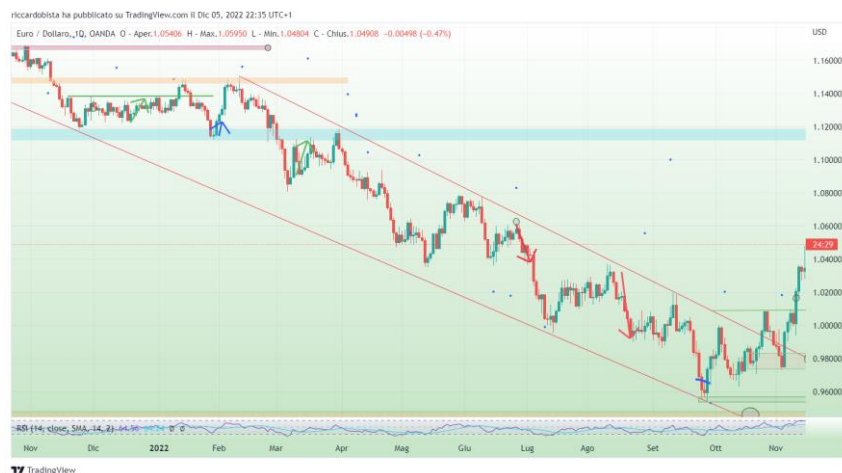 riccardobista ha pubblicato su TradingView.com il Dic 05, 2022 22:35 UTC+1
Euro / Dollaro, 1D, OANDA O - Aper.1.05406 H - Max.1.05950 L - Min.1.04804 C - Chius.1.04908 −0.00498 (−0.47%)
USD
1.16000
1.14000
1.12000
1.10000
1.08000
1.06000
24:29
1.04000
1.02000
1.00000
0.98000
0.96000
RSI (14, close, SMA, 14, 2)
Nov Dic 2022 Feb Mar Apr Mag Giu Lug Ago Set Ott Nov
TradingView